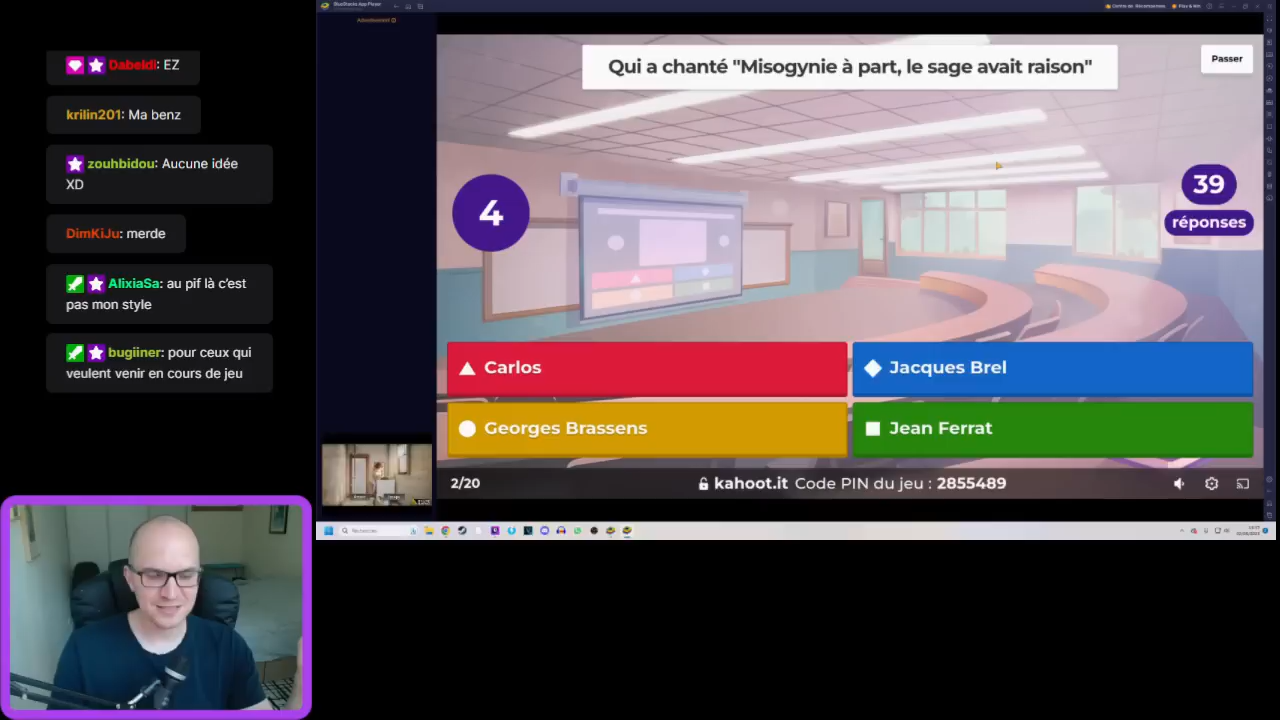 Dabeldi: EZ
krilin201: Ma benz
zouhbidou: Aucune idée
XD
DimKiJu: merde
AlixiaSa: au pif là c'est
pas mon style
bugiiner: pour ceux qui
veulent venir en cours de jeu
BlueStacks App Player
Qui a chanté "Misogynie à part, le sage avait raison"
Passer
4
39
réponses
Carlos
Jacques Brel
Georges Brassens
Jean Ferrat
2/20
kahoot.it Code PIN du jeu : 2855489